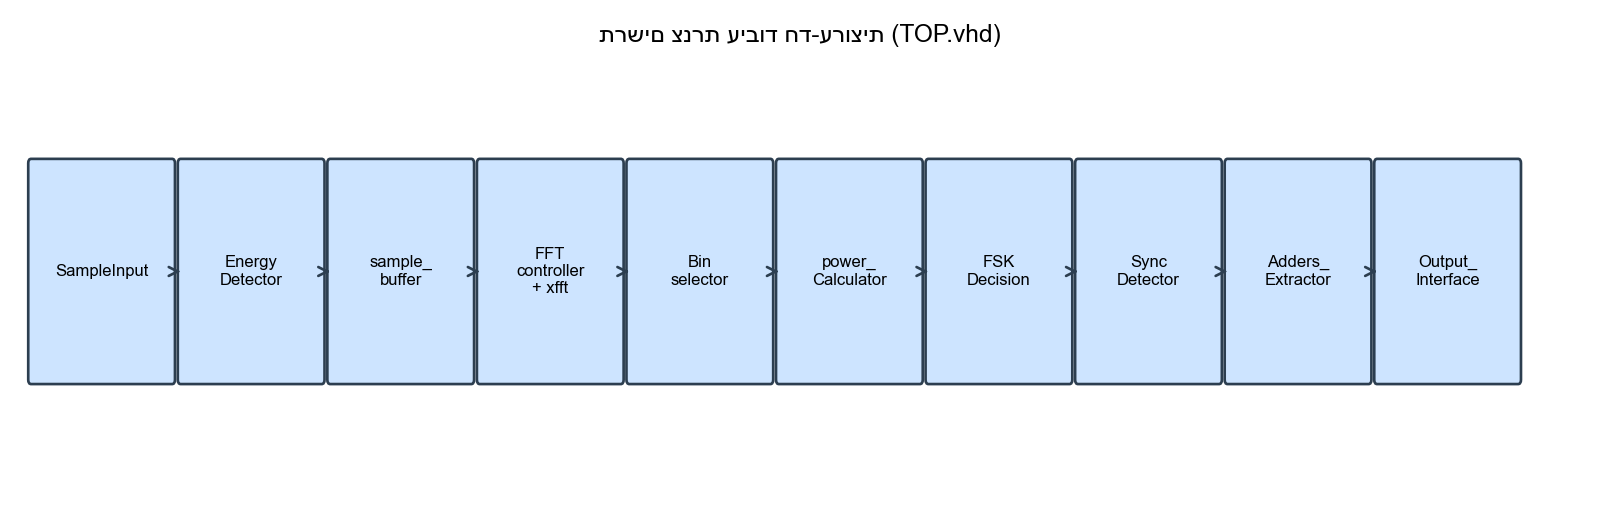 תרשים צנרת עיבוד חד-ערוצית (TOP.vhd)
SampleInput
Energy
Detector
sample_
buffer
FFT
controller
+ xfft
Bin
selector
power_
Calculator
FSK
Decision
Sync
Detector
Adders_
Extractor
Output_
Interface